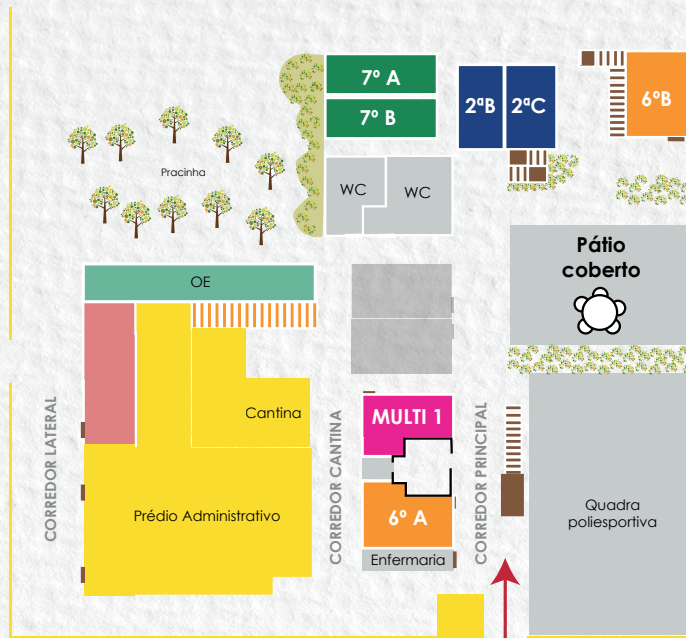 7º A
7º B
2ªB
2ªC
6ºB
Pracinha
WC
WC
Pátio
coberto
OE
CORREDOR LATERAL
Cantina
Prédio Administrativo
CORREDOR CANTINA
MULTI 1
6º A
Enfermaria
CORREDOR PRINCIPAL
Quadra
poliesportiva